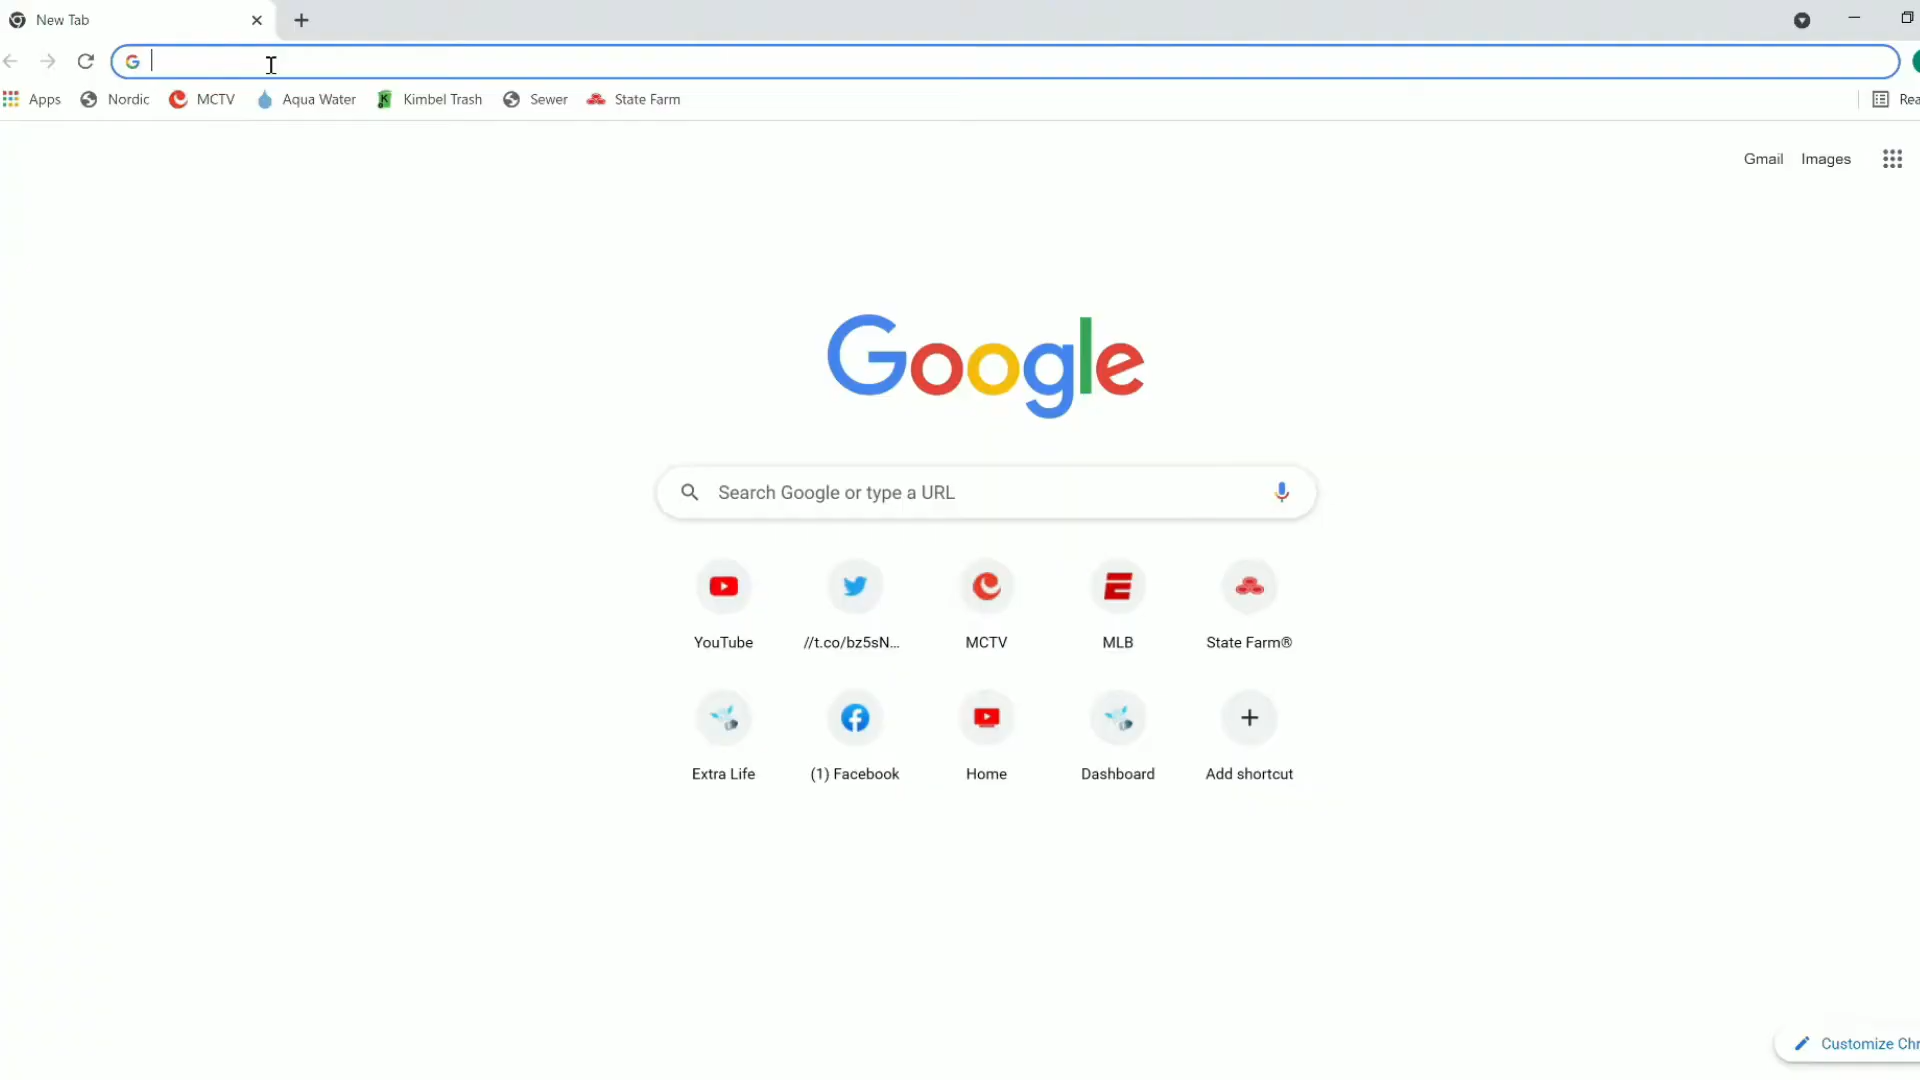 New Tab
Apps Nordic MCTV Aqua Water Kimbel Trash Sewer State Farm Rea
Gmail Images
Google
Search Google or type a URL
YouTube //t.co/bz5sN... MCTV MLB State Farm®
Extra Life (1) Facebook Home Dashboard Add shortcut
Customize Chr